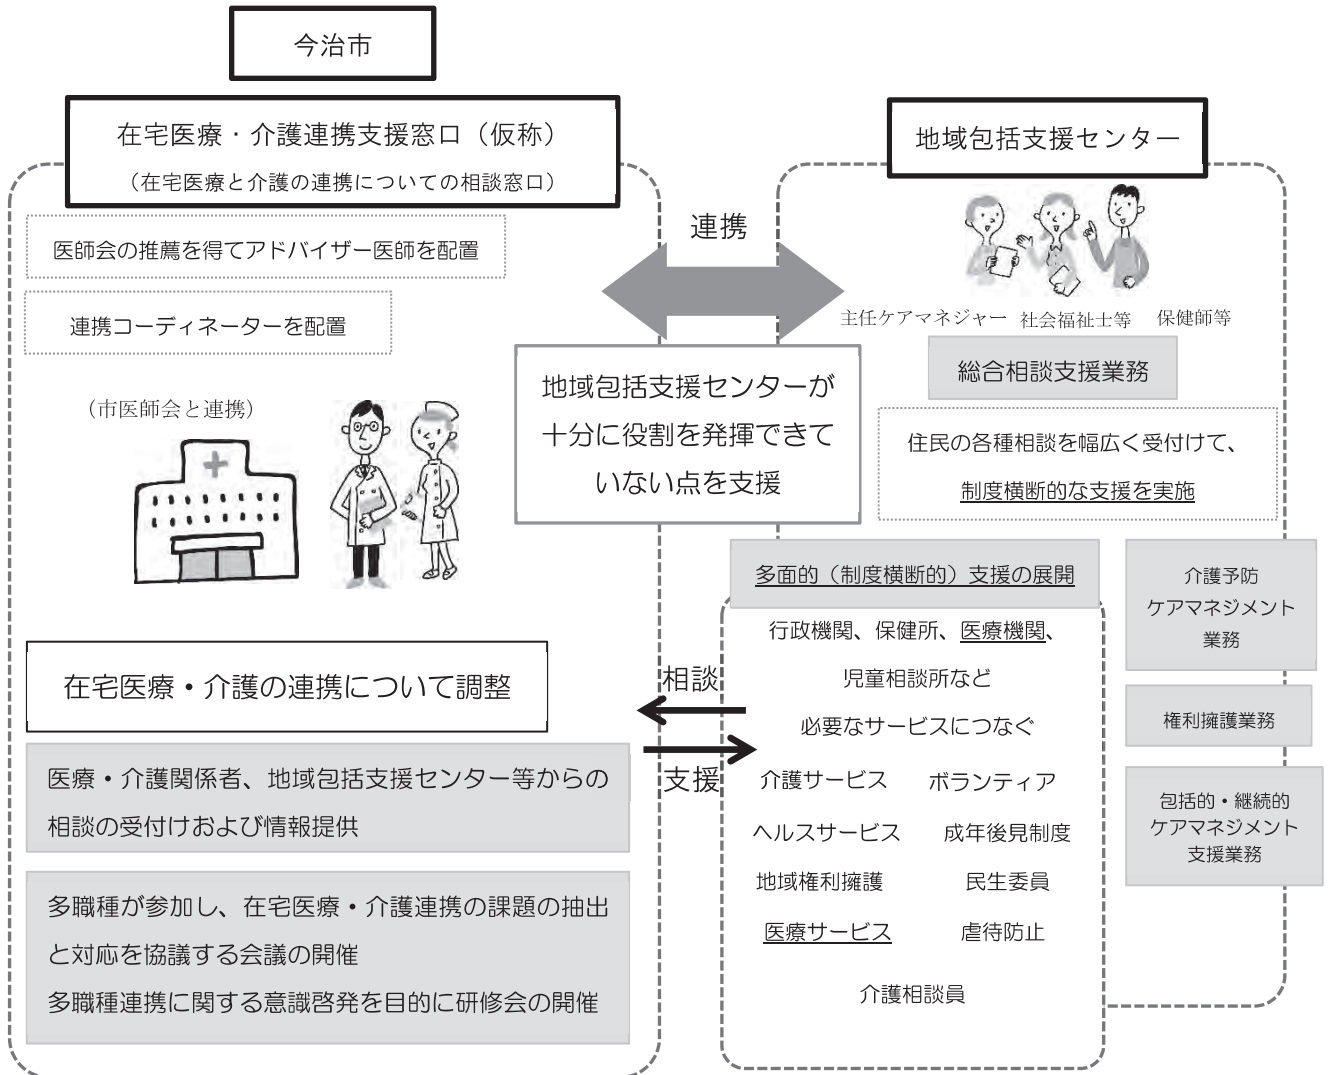 今治市
在宅医療・介護連携支援窓口（仮称）
（在宅医療と介護の連携についての相談窓口）
医師会の推薦を得てアドバイザー医師を配置
連携コーディネーターを配置
（市医師会と連携）
連携
地域包括支援センターが
十分に役割を発揮できて
いない点を支援
地域包括支援センター
主任ケアマネジャー
社会福祉士等
保健師等
総合相談支援業務
住民の各種相談を幅広く受付けて、
制度横断的な支援を実施
在宅医療・介護の連携について調整
医療・介護関係者、地域包括支援センター等からの
相談の受付けおよび情報提供
多職種が参加し、在宅医療・介護連携の課題の抽出
と対応を協議する会議の開催
多職種連携に関する意識啓発を目的に研修会の開催
相談
支援
多面的（制度横断的）支援の展開
行政機関、保健所、医療機関、
児童相談所など
必要なサービスにつなぐ
介護サービス　ボランティア
ヘルスサービス　成年後見制度
地域権利擁護　民生委員
医療サービス　虐待防止
介護相談員
介護予防
ケアマネジメント
業務
権利擁護業務
包括的・継続的
ケアマネジメント
支援業務